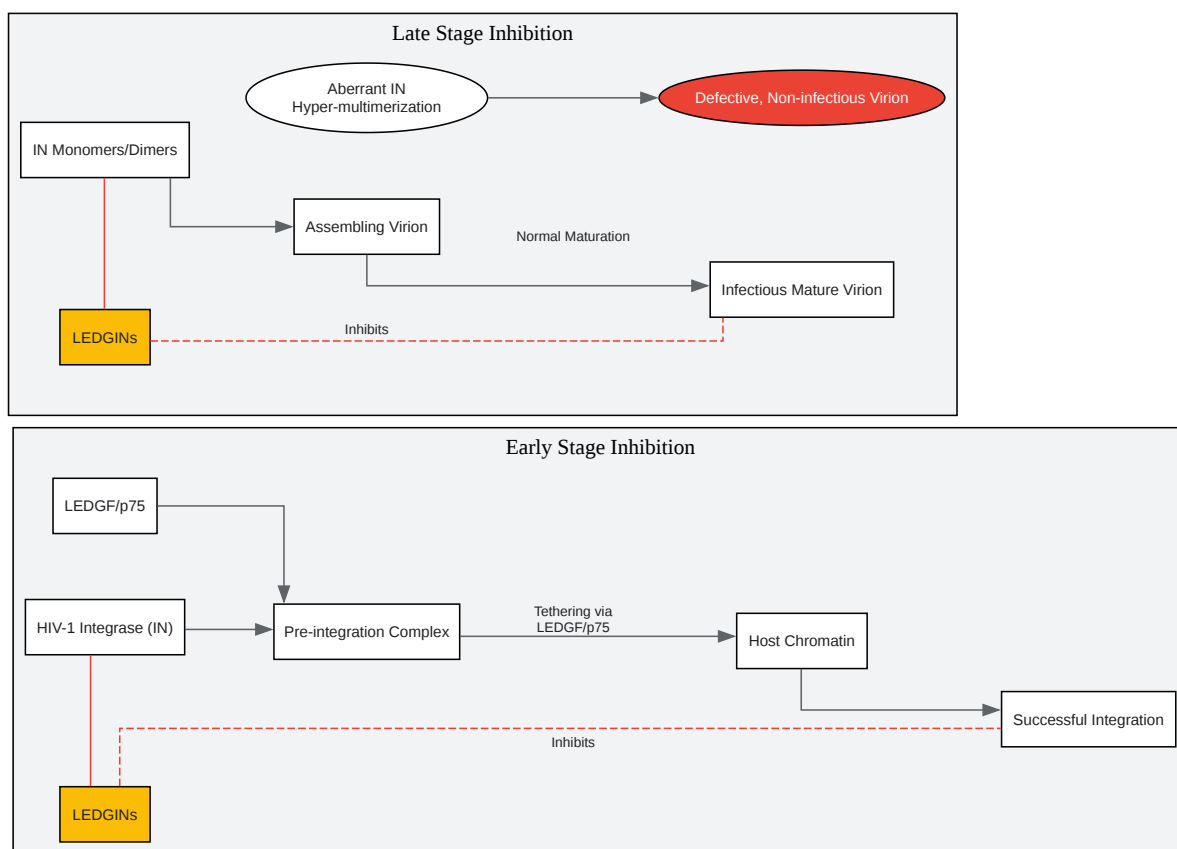 Late Stage Inhibition
Aberrant IN
Hyper-multimerization
Defective, Non-infectious Virion
IN Monomers/Dimers
Assembling Virion
Normal Maturation
Infectious Mature Virion
LEDGINs
Inhibits
Early Stage Inhibition
LEDGF/p75
HIV-1 Integrase (IN)
Pre-integration Complex
Tethering via
LEDGF/p75
Host Chromatin
Successful Integration
Inhibits
LEDGINs